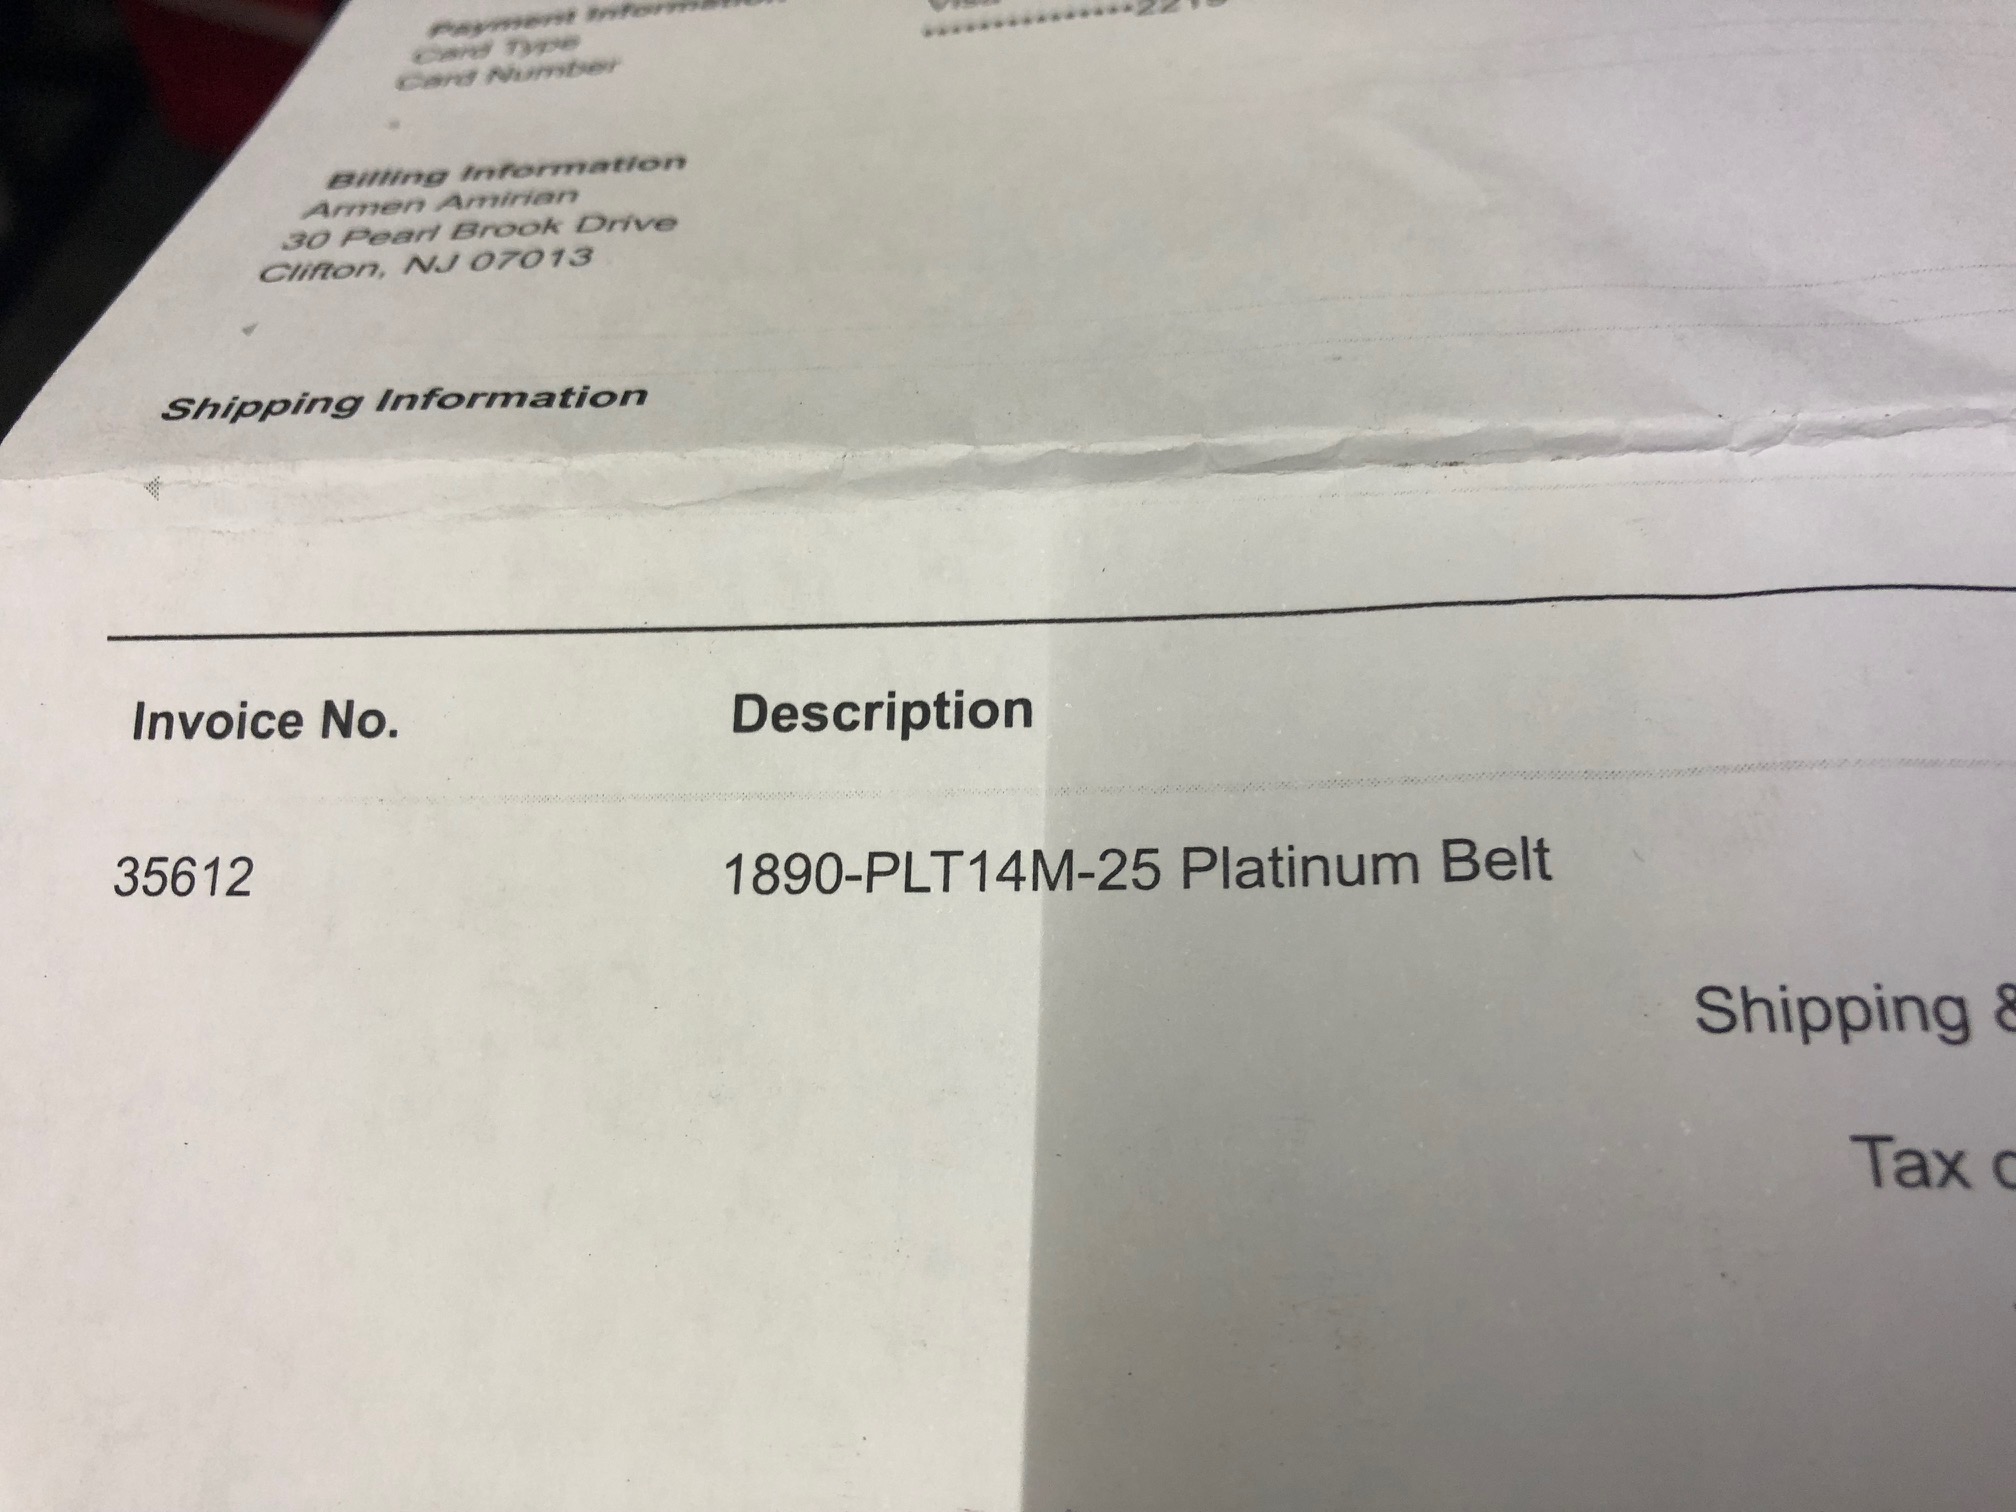 Payment Information
Card Type
Visa
Card Number
Billing Information
Armen Amirian
30 Pearl Brook Drive
Clifton, NJ 07013
Shipping Information
Invoice No. Description
35612 1890-PLT14M-25 Platinum Belt
Shipping &
Tax